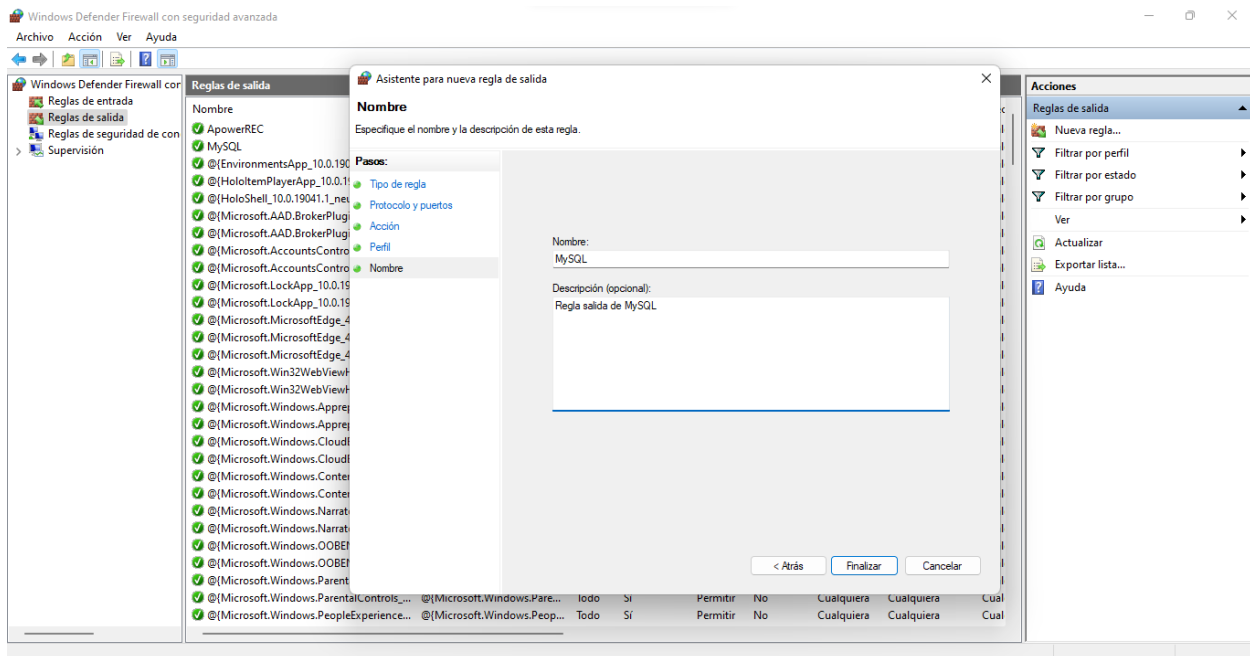 Windows Defender Firewall con seguridad avanzada
Archivo Acción Ver Ayuda
Windows Defender Firewall con
Reglas de entrada
Reglas de salida
Reglas de seguridad de con
Supervisión
Reglas de salida
Nombre
ApowerREC
MySQL
@{EnvironmentsApp_10.0.190
@{HoloItemPlayerApp_10.0.19
@{HoloShell_10.0.19041.1_neu
@{Microsoft.AAD.BrokerPlugi
@{Microsoft.AAD.BrokerPlugi
@{Microsoft.AccountsContro
@{Microsoft.AccountsContro
@{Microsoft.LockApp_10.0.19
@{Microsoft.LockApp_10.0.19
@{Microsoft.MicrosoftEdge_4
@{Microsoft.MicrosoftEdge_4
@{Microsoft.MicrosoftEdge_4
@{Microsoft.Win32WebViewH
@{Microsoft.Win32WebViewH
@{Microsoft.Windows.Apprep
@{Microsoft.Windows.Apprep
@{Microsoft.Windows.CloudE
@{Microsoft.Windows.CloudE
@{Microsoft.Windows.Conter
@{Microsoft.Windows.Conter
@{Microsoft.Windows.Narrat
@{Microsoft.Windows.Narrat
@{Microsoft.Windows.OOBEN
@{Microsoft.Windows.OOBEN
@{Microsoft.Windows.Parent
@{Microsoft.Windows.ParentalControls_... @{Microsoft.Windows.Pare... Todo Sí Permitir No Cualquiera Cualquiera Cual
@{Microsoft.Windows.PeopleExperience... @{Microsoft.Windows.Peop... Todo Sí Permitir No Cualquiera Cualquiera Cual
Asistente para nueva regla de salida
Nombre
Especifique el nombre y la descripción de esta regla.
Pasos:
Tipo de regla
Protocolo y puertos
Acción
Perfil
Nombre
Nombre:
MySQL
Descripción (opcional):
Regla salida de MySQL
< Atrás Finalizar Cancelar
Acciones
Reglas de salida
Nueva regla...
Filtrar por perfil
Filtrar por estado
Filtrar por grupo
Ver
Actualizar
Exportar lista...
Ayuda